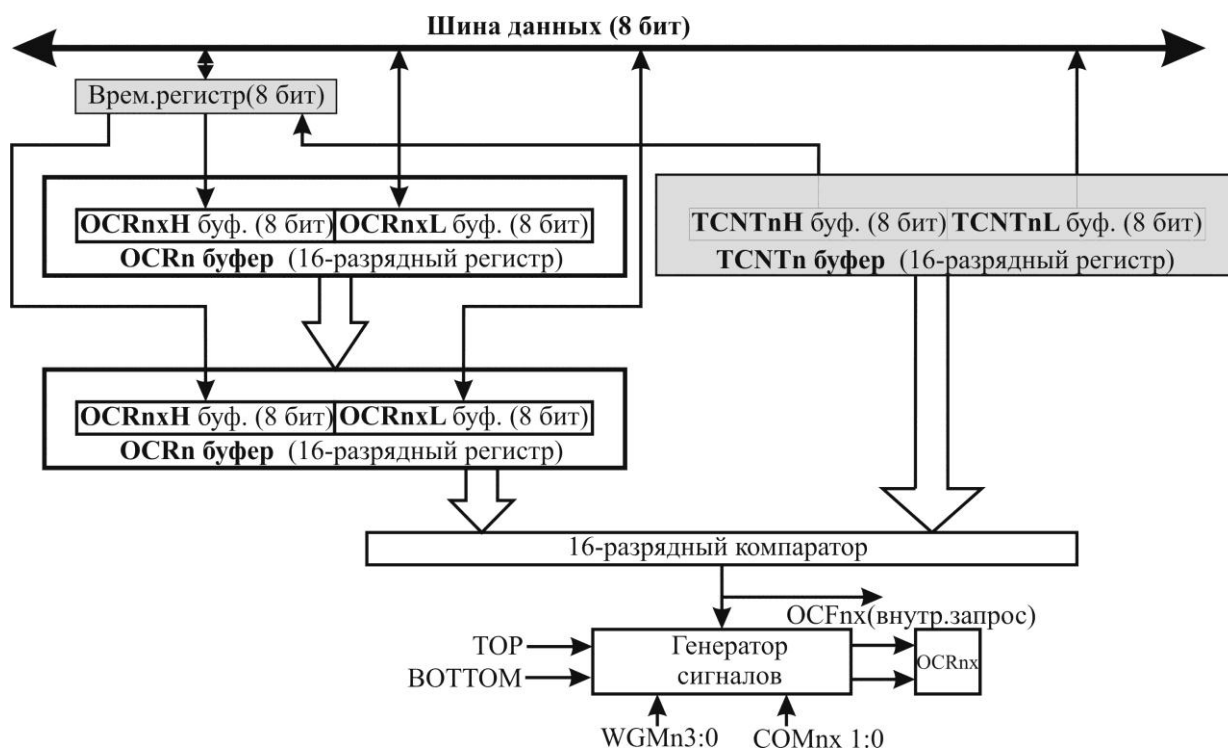 Шина данных (8 бит)
Врем.регистр(8 бит)
OCRnxH буф. (8 бит) OCRnxL буф. (8 бит)
OCRn буфер (16-разрядный регистр)
TCNTnH буф. (8 бит) TCNTnL буф. (8 бит)
TCNTn буфер (16-разрядный регистр)
OCRnxH буф. (8 бит) OCRnxL буф. (8 бит)
OCRn буфер (16-разрядный регистр)
16-разрядный компаратор
OCFnx(внутр.запрос)
TOP
BOTTOM
Генератор
сигналов
OCRnx
WGMn3:0
COMnx 1:0